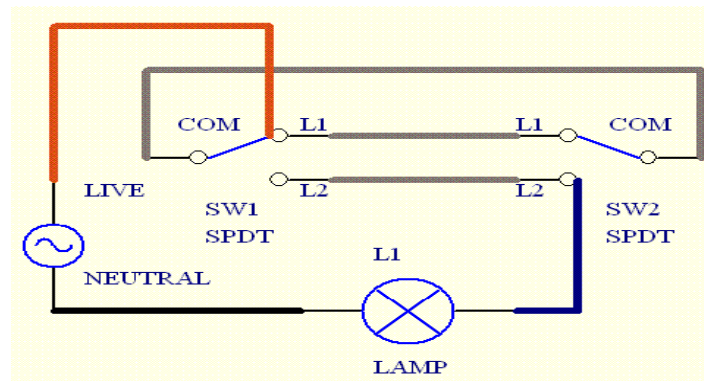 COM L1 L1 COM
LIVE L2 L2
SW1 SW2
SPDT SPDT
L1
NEUTRAL
LAMP